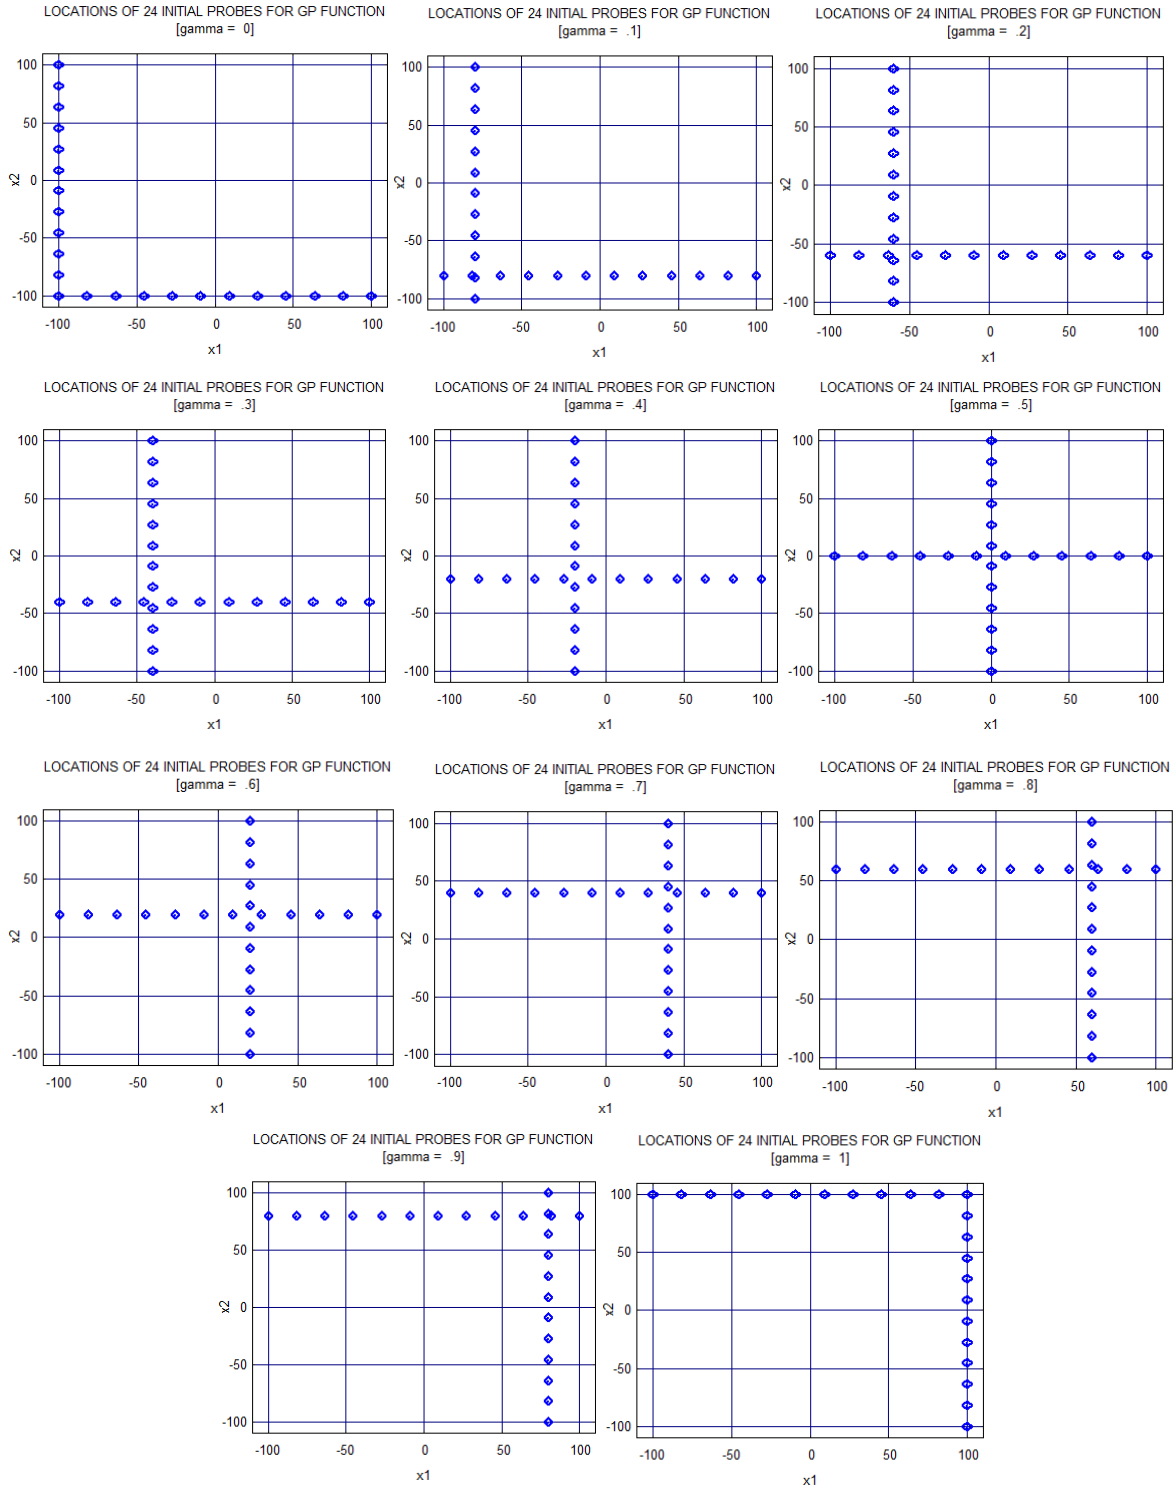 LOCATIONS OF 24 INITIAL PROBES FOR GP FUNCTION
[gamma =  0]
100
50
x2
0
-50
-100
-100
-50
0
50
100
x1
LOCATIONS OF 24 INITIAL PROBES FOR GP FUNCTION
[gamma =  .1]
100
50
x2
0
-50
-100
-100
-50
0
50
100
x1
LOCATIONS OF 24 INITIAL PROBES FOR GP FUNCTION
[gamma =  .2]
100
50
x2
0
-50
-100
-100
-50
0
50
100
x1
LOCATIONS OF 24 INITIAL PROBES FOR GP FUNCTION
[gamma =  .3]
100
50
x2
0
-50
-100
-100
-50
0
50
100
x1
LOCATIONS OF 24 INITIAL PROBES FOR GP FUNCTION
[gamma =  .4]
100
50
x2
0
-50
-100
-100
-50
0
50
100
x1
LOCATIONS OF 24 INITIAL PROBES FOR GP FUNCTION
[gamma =  .5]
100
50
x2
0
-50
-100
-100
-50
0
50
100
x1
LOCATIONS OF 24 INITIAL PROBES FOR GP FUNCTION
[gamma =  .6]
100
50
x2
0
-50
-100
-100
-50
0
50
100
x1
LOCATIONS OF 24 INITIAL PROBES FOR GP FUNCTION
[gamma =  .7]
100
50
x2
0
-50
-100
-100
-50
0
50
100
x1
LOCATIONS OF 24 INITIAL PROBES FOR GP FUNCTION
[gamma =  .8]
100
50
x2
0
-50
-100
-100
-50
0
50
100
x1
LOCATIONS OF 24 INITIAL PROBES FOR GP FUNCTION
[gamma =  .9]
100
50
x2
0
-50
-100
-100
-50
0
50
100
x1
LOCATIONS OF 24 INITIAL PROBES FOR GP FUNCTION
[gamma =  1]
100
50
x2
0
-50
-100
-100
-50
0
50
100
x1